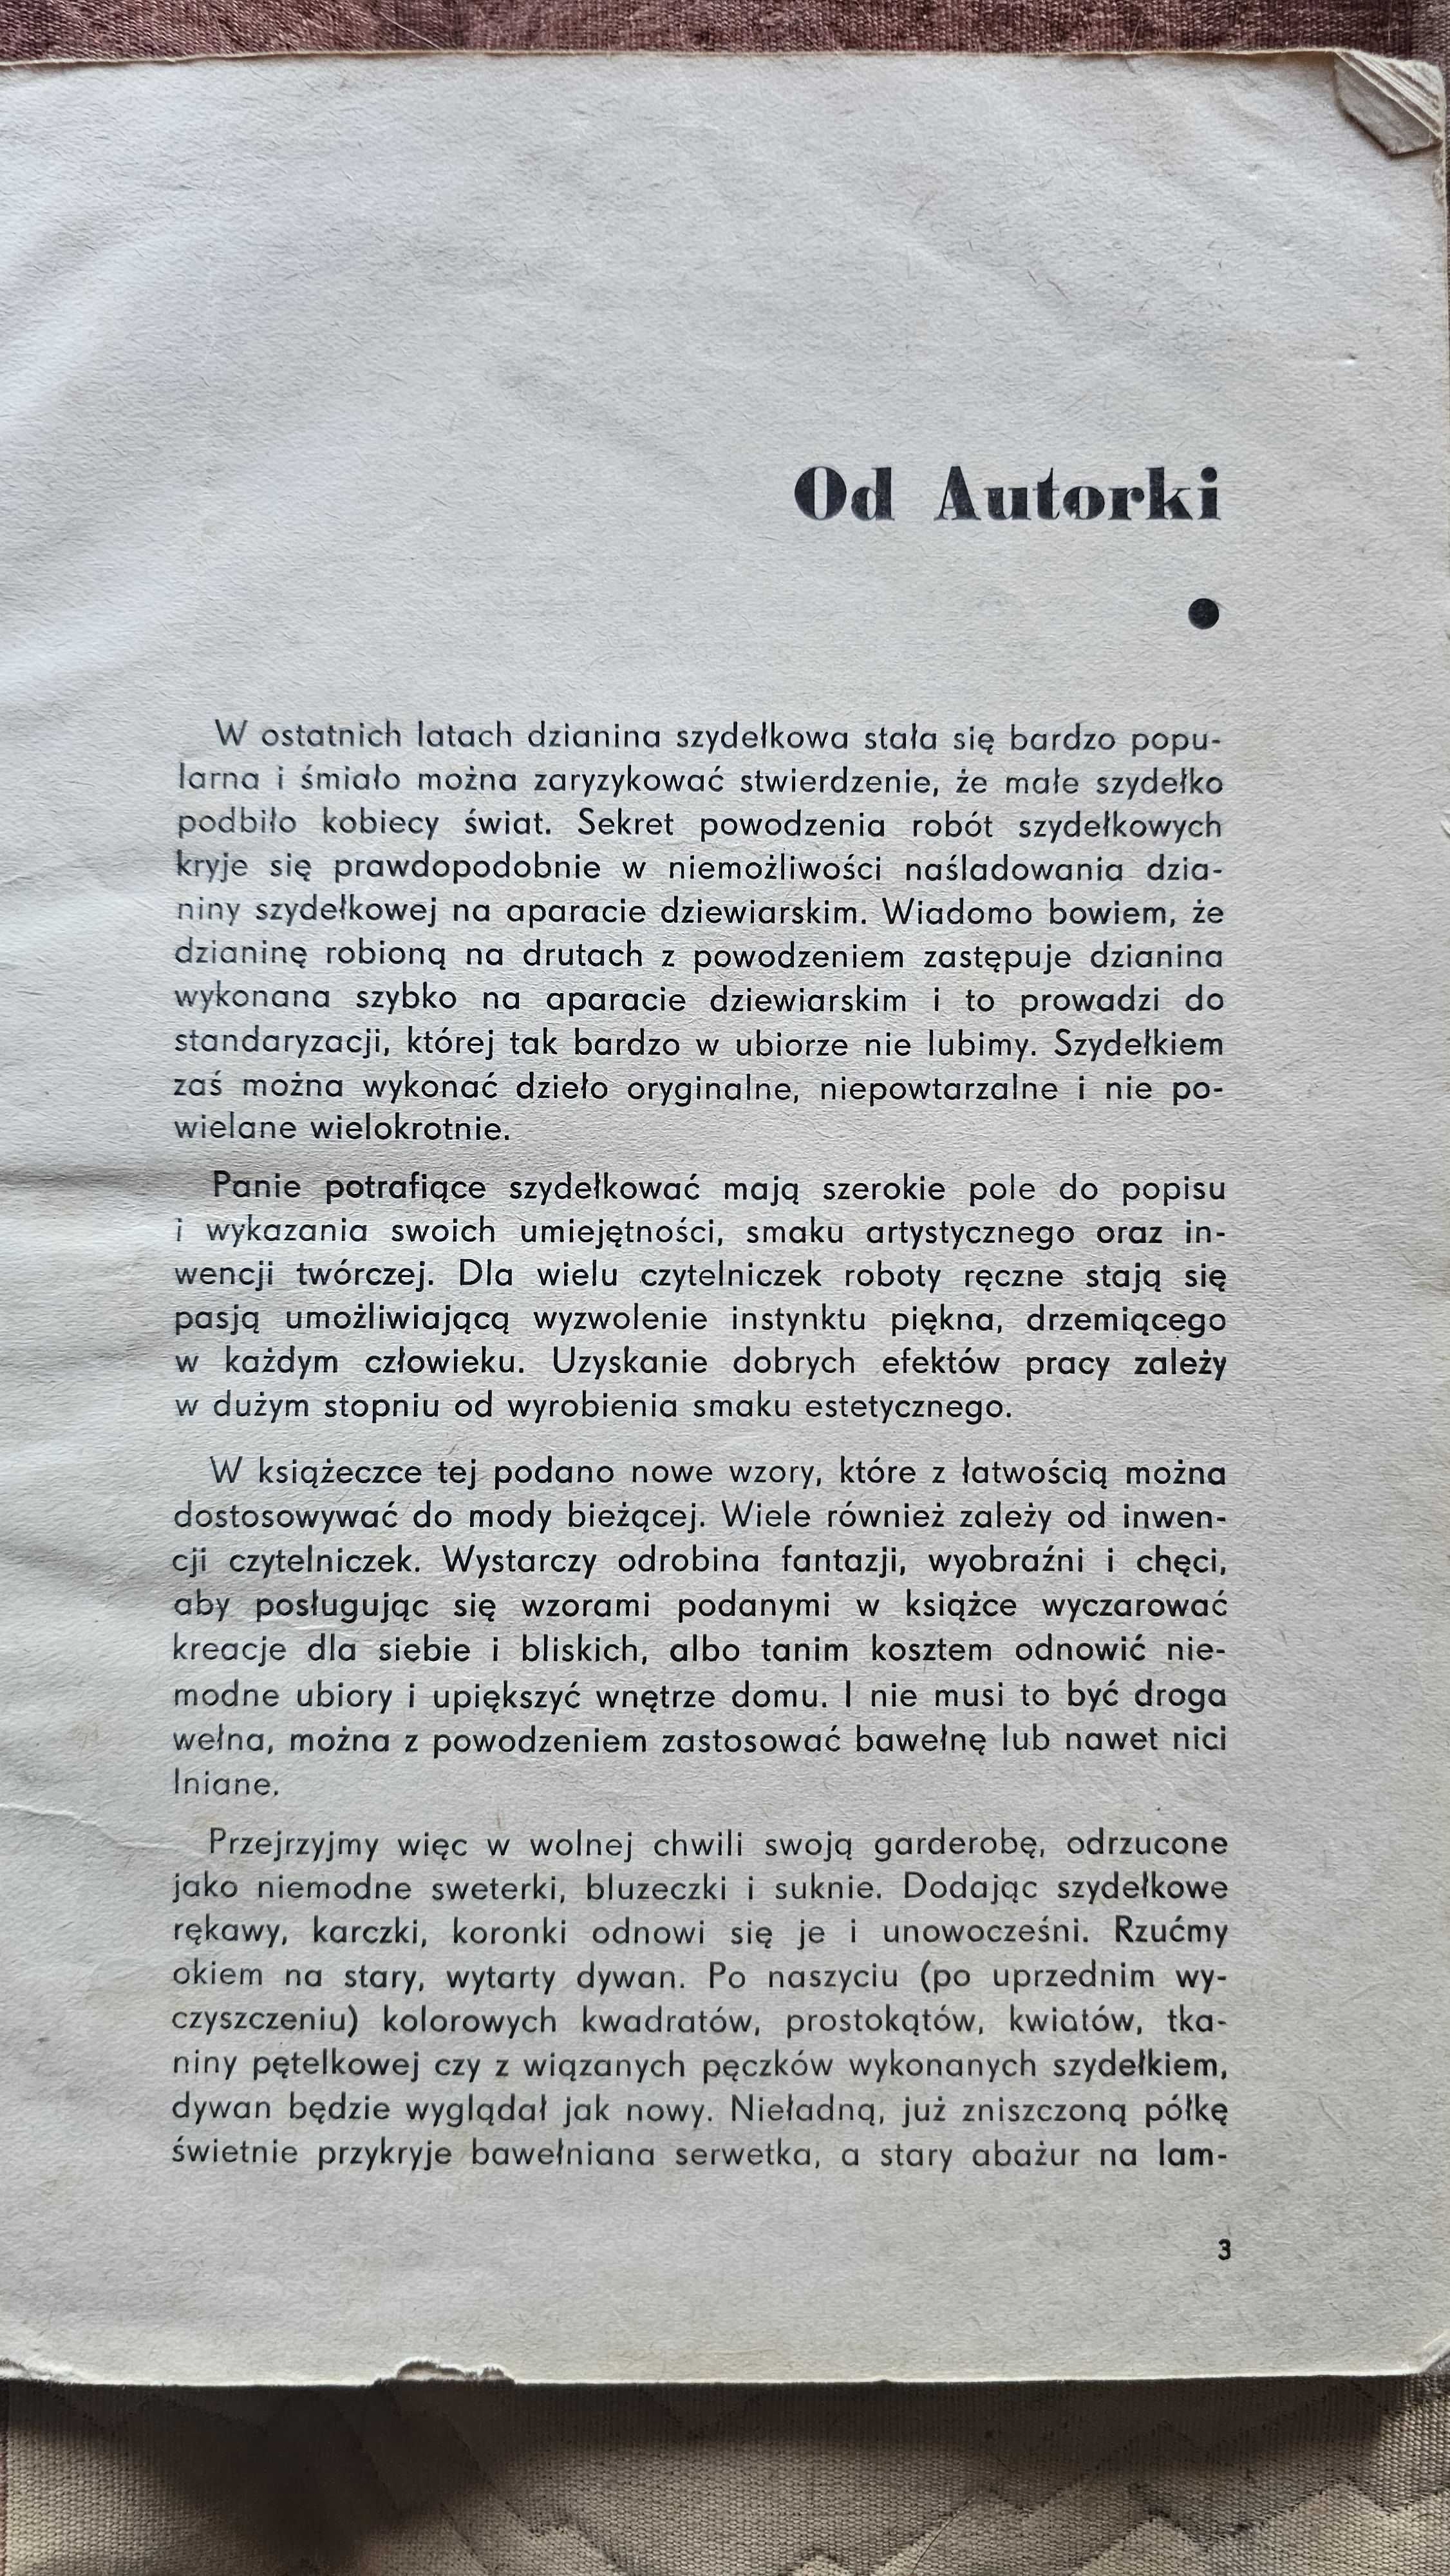 Od Autorki
●
W ostatnich latach dzianina szydełkowa stała się bardzo popu-
larna i śmiało można zaryzykować stwierdzenie, że małe szydełko
podbiło kobiecy świat. Sekret powodzenia robót szydełkowych
kryje się prawdopodobnie w niemożliwości naśladowania dzia-
niny szydełkowej na aparacie dziewiarskim. Wiadomo bowiem, że
dzianinę robioną na drutach z powodzeniem zastępuje dzianina
wykonana szybko na aparacie dziewiarskim i to prowadzi do
standaryzacji, której tak bardzo w ubiorze nie lubimy. Szydełkiem
zaś można wykonać dzieło oryginalne, niepowtarzalne i nie po-
wielane wielokrotnie.
Panie potrafiące szydełkować mają szerokie pole do popisu
i wykazania swoich umiejętności, smaku artystycznego oraz in-
wencji twórczej. Dla wielu czytelniczek roboty ręczne stają się
pasją umożliwiającą wyzwolenie instynktu piękna, drzemiącego
w każdym człowieku. Uzyskanie dobrych efektów pracy zależy
w dużym stopniu od wyrobienia smaku estetycznego.
W książeczce tej podano nowe wzory, które z łatwością można
dostosowywać do mody bieżącej. Wiele również zależy od inwen-
cji czytelniczek. Wystarczy odrobina fantazji, wyobraźni i chęci,
aby posługując się wzorami podanymi w książce wyczarować
kreacje dla siebie i bliskich, albo tanim kosztem odnowić nie-
modne ubiory i upiększyć wnętrze domu. I nie musi to być droga
wełna, można z powodzeniem zastosować bawełnę lub nawet nici
lniane.
Przejrzyjmy więc w wolnej chwili swoją garderobę, odrzucone
jako niemodne sweterki, bluzeczki i suknie. Dodając szydełkowe
rękawy, karczki, koronki odnowi się je i unowocześni. Rzućmy
okiem na stary, wytarty dywan. Po naszyciu (po uprzednim wy-
czyszczeniu) kolorowych kwadratów, prostokątów, kwiatów, tka-
niny pętelkowej czy z wiązanych pęczków wykonanych szydełkiem,
dywan będzie wyglądał jak nowy. Nieładną, już zniszczoną półkę
świetnie przykryje bawełniana serwetka, a stary abażur na lam-
3